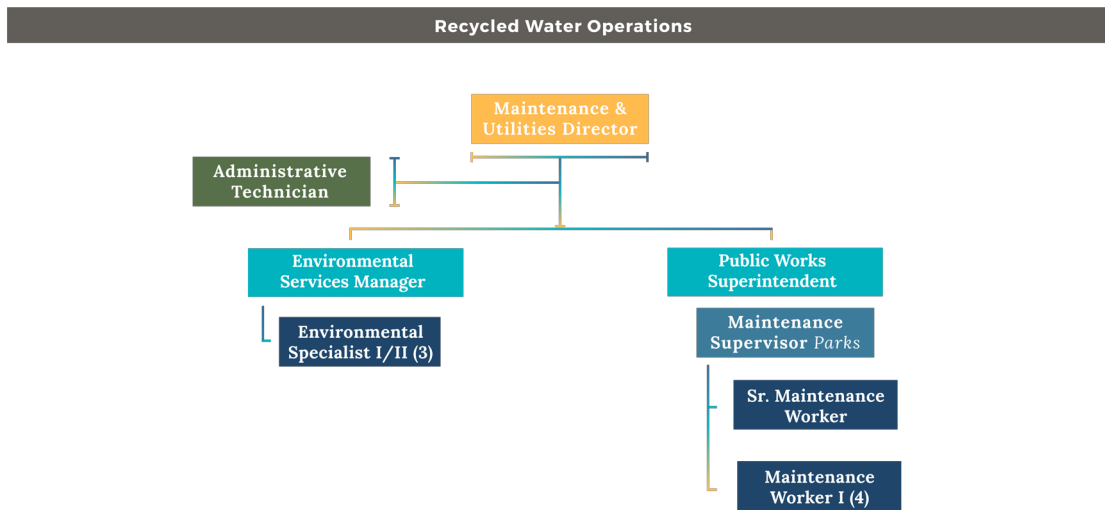 Recycled Water Operations
Maintenance &
Utilities Director
Administrative
Technician
Environmental
Services Manager
Public Works
Superintendent
Environmental
Specialist I/II (3)
Maintenance
Supervisor Parks
Sr. Maintenance
Worker
Maintenance
Worker I (4)